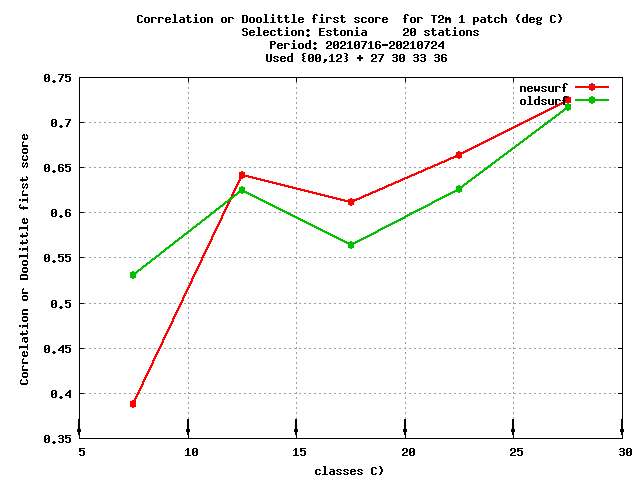 Correlation or Doolittle first score  for T2m 1 patch (deg C)
Selection: Estonia     20 stations
Period: 20210716-20210724
Used {00,12} + 27 30 33 36
newsurf
oldsurf
Correlation or Doolittle first score
0.75
0.7
0.65
0.6
0.55
0.5
0.45
0.4
0.35
5 10 15 20 25 30
classes C)